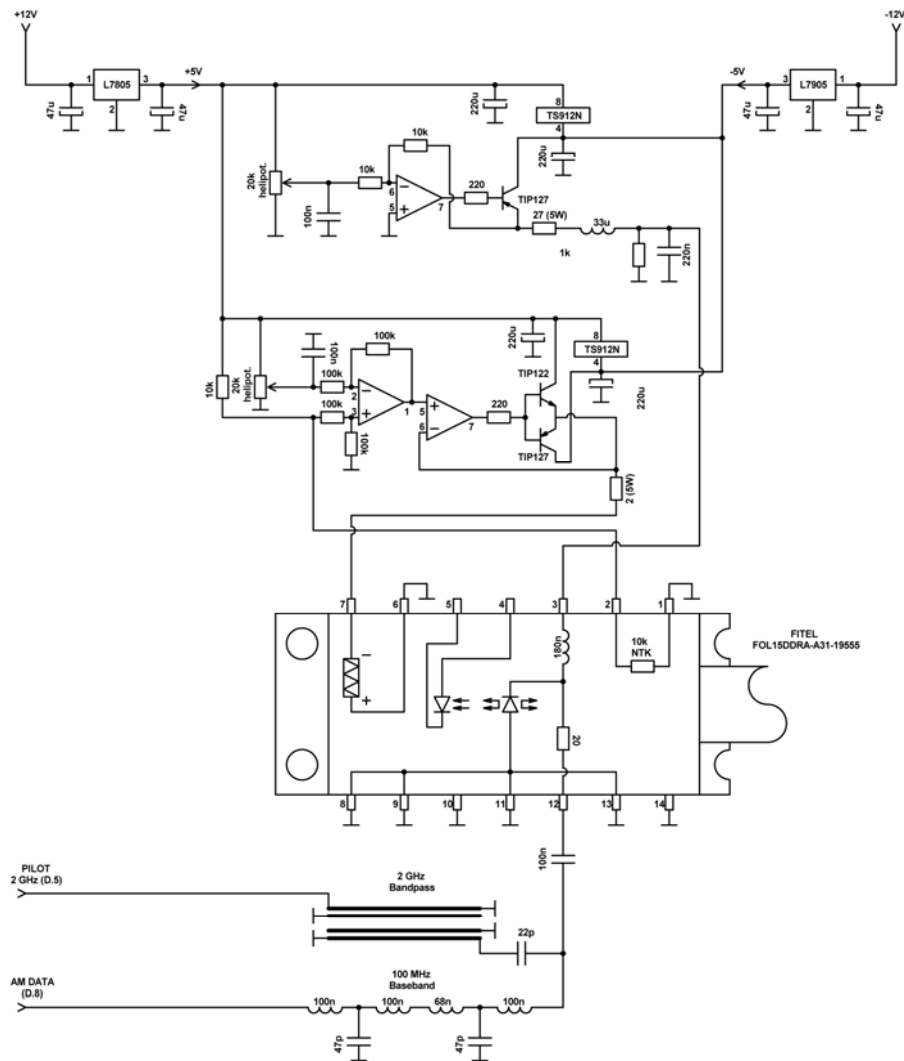 +12V
-12V
1
L7805
3
+5V
2
47u
47u
-5V
3
L7905
1
2
47u
47u
220u
8
TS912N
4
220u
10k
20k
helipot.
10k
100n
6
5
7
220
TIP127
27 (5W)
33u
1k
220n
10k
20k
helipot.
100n
100k
100k
100k
100k
2
3
1
5
6
7
220
220u
TIP122
TIP127
8
TS912N
4
220u
2 (5W)
7
6
5
4
3
2
1
180n
10k
NTK
20
FITEL
FOL15DDRA-A31-19555
8
9
10
11
12
13
14
100n
PILOT
2 GHz (D.5)
2 GHz
Bandpass
22p
AM DATA
(D.8)
100 MHz
Baseband
100n
100n
68n
100n
47p
47p